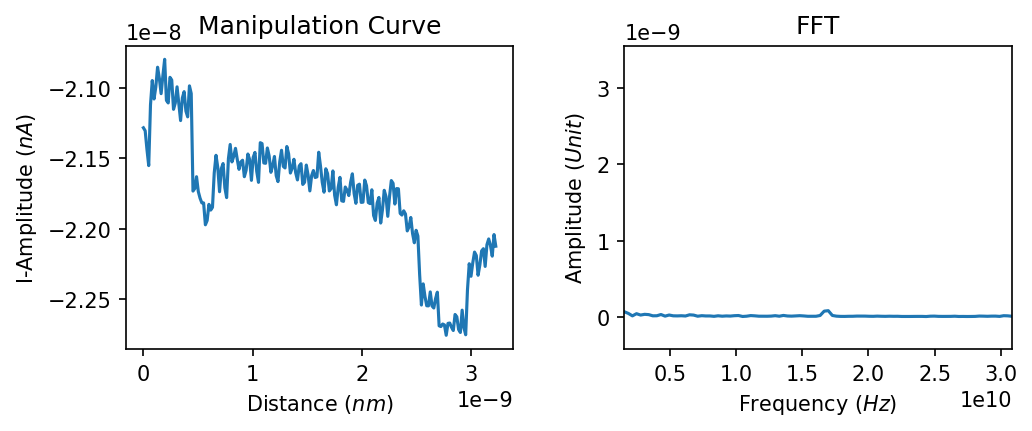 Manipulation Curve
1e−8
I-Amplitude (nA)
−2.10
−2.15
−2.20
−2.25
0
1
2
3
Distance (nm)
1e−9
FFT
1e−9
Amplitude (Unit)
3
2
1
0
0.5
1.0
1.5
2.0
2.5
3.0
Frequency (Hz)
1e10